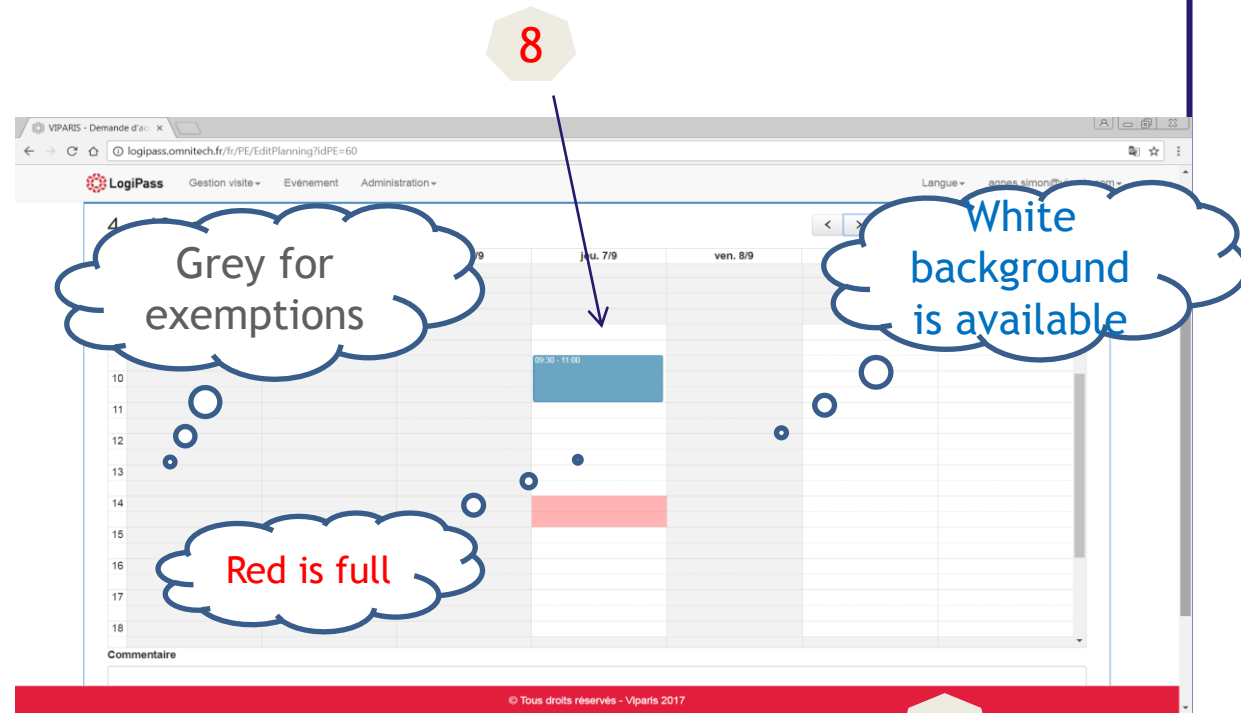 8
VIPARIS - Demande d'ac
logipass.omnitech.fr/fr/PE/EditPlanning?idPE=60
LogiPass Gestion visite Evénement Administration Langue
Grey for
exemptions
White
background
is available
jeu. 7/9 ven. 8/9
09:30 - 11:00
10
11
12
13
14
15
16
17
18
Red is full
Commentaire
© Tous droits réservés - Viparis 2017